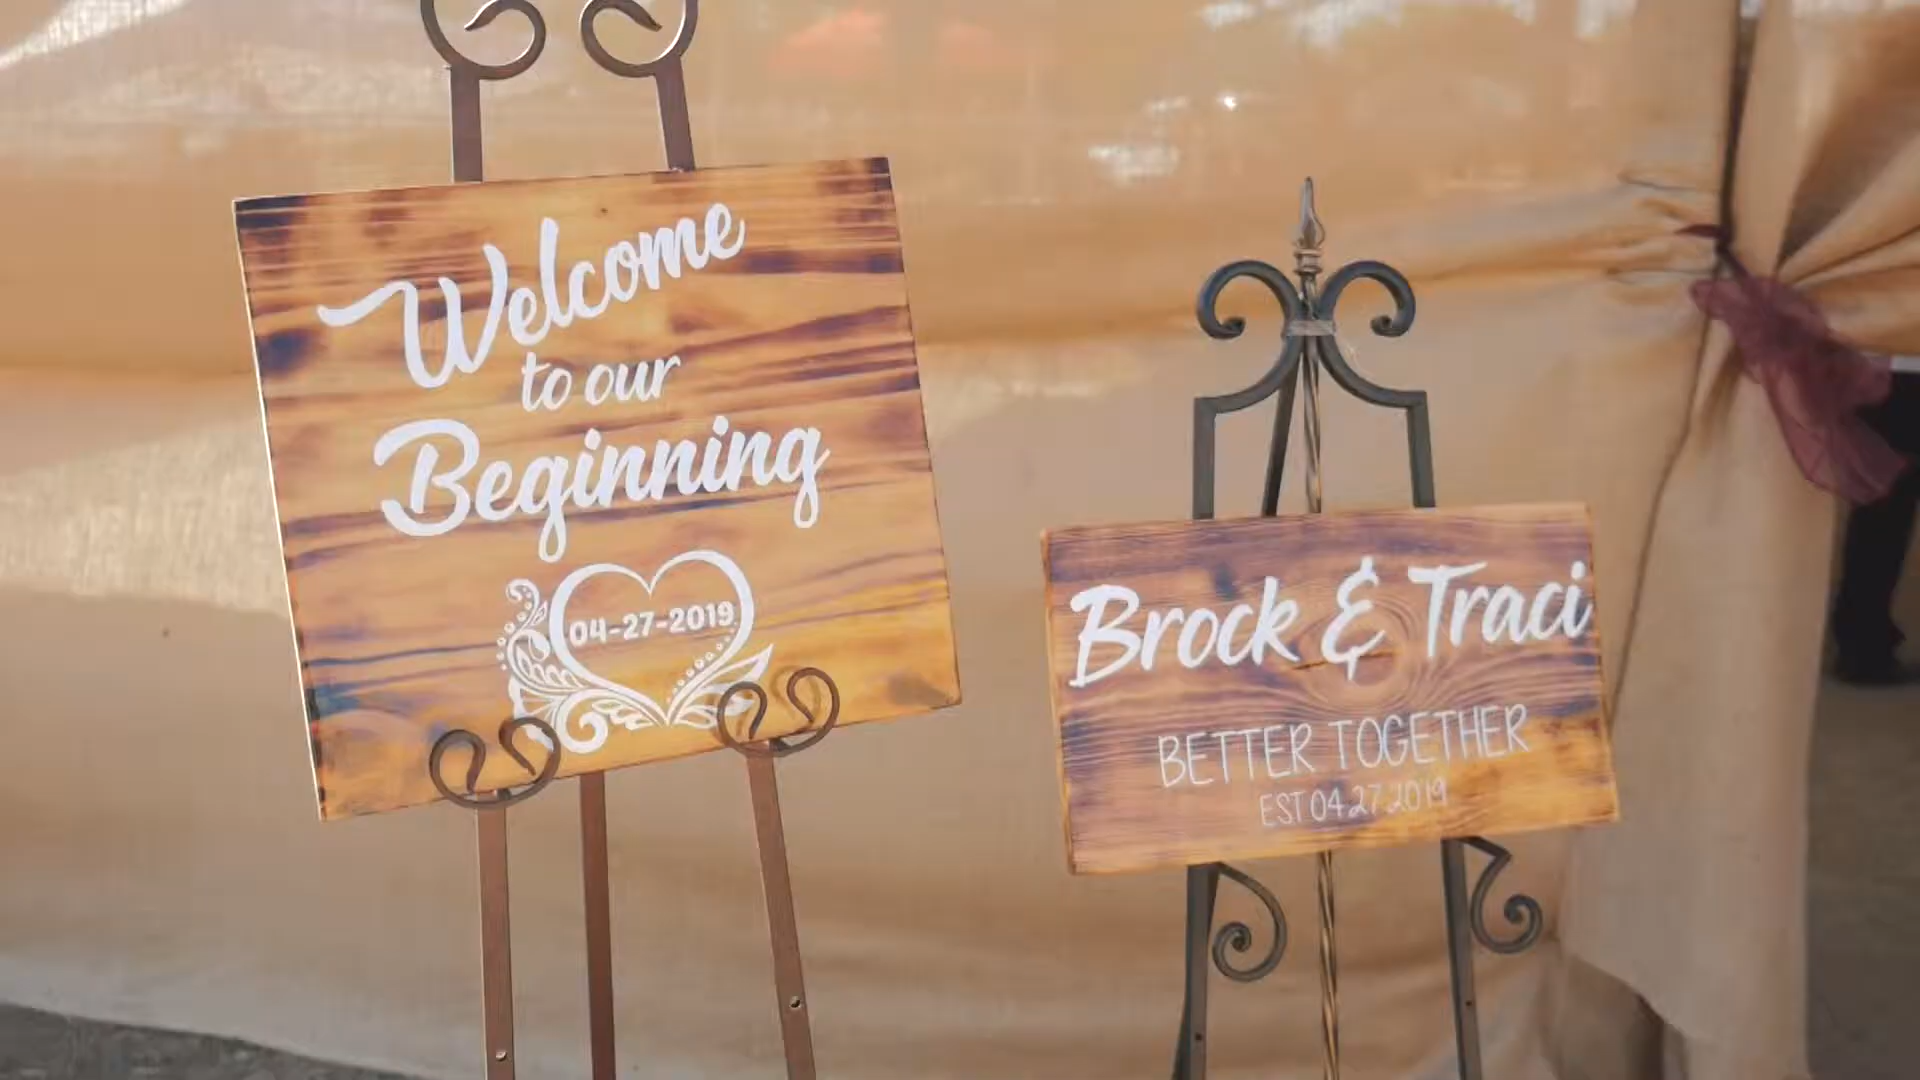 Welcome
to our
Beginning
04-27-2019
Brock & Traci
BETTER TOGETHER
EST 04.27.2019